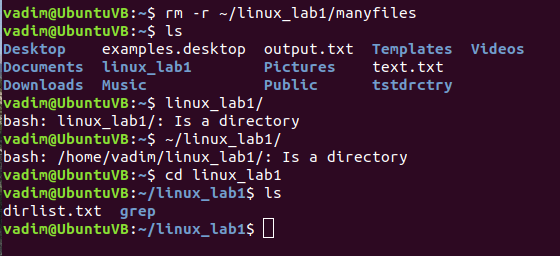 vadim@UbuntuVB:~$ rm -r ~/linux_lab1/manyfiles
vadim@UbuntuVB:~$ ls
Desktop examples.desktop output.txt Templates Videos
Documents linux_lab1 Pictures text.txt
Downloads Music Public tstdrctry
vadim@UbuntuVB:~$ linux_lab1/
bash: linux_lab1/: Is a directory
vadim@UbuntuVB:~$ ~/linux_lab1/
bash: /home/vadim/linux_lab1/: Is a directory
vadim@UbuntuVB:~$ cd linux_lab1
vadim@UbuntuVB:~/linux_lab1$ ls
dirlist.txt grep
vadim@UbuntuVB:~/linux_lab1$